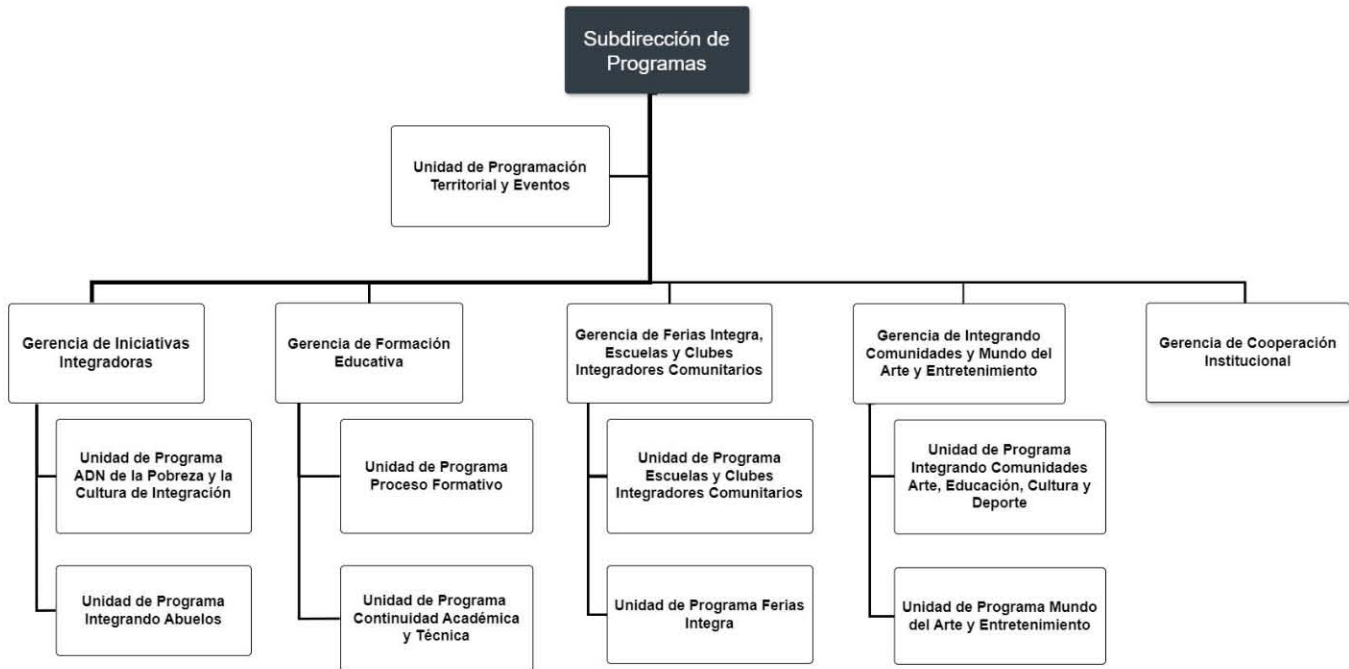 Subdirección de
Programas
Unidad de Programación
Territorial y Eventos
Gerencia de Iniciativas
Integradoras
Gerencia de Formación
Educativa
Gerencia de Ferias Integra,
Escuelas y Clubes
Integradores Comunitarios
Gerencia de Integrando
Comunidades y Mundo del
Arte y Entretenimiento
Gerencia de Cooperación
Institucional
Unidad de Programa
ADN de la Pobreza y la
Cultura de Integración
Unidad de Programa
Proceso Formativo
Unidad de Programa
Escuelas y Clubes
Integradores Comunitarios
Unidad de Programa
Integrando Comunidades
Arte, Educación, Cultura y
Deporte
Unidad de Programa
Integrando Abuelos
Unidad de Programa
Continuidad Académica
y Técnica
Unidad de Programa Ferias
Integra
Unidad de Programa Mundo
del Arte y Entretenimiento